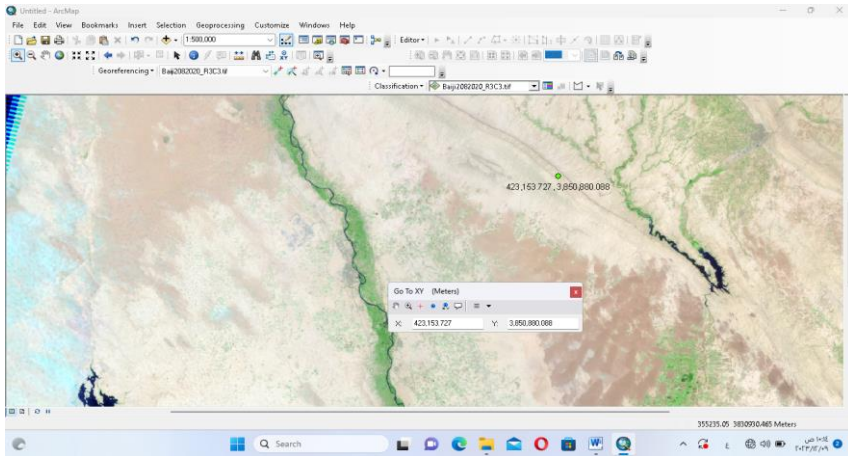 Untitled - ArcMap
File Edit View Bookmarks Insert Selection Geoprocessing Customize Windows Help
1:500,000 Editor
Georeferencing Baiji2082020_R3C3.tif
Classification Baiji2082020_R3C3.tif
423,153.727 , 3,850,880.088
Go To XY (Meters)
X: 423,153.727 Y: 3,850,880.088
355235.05 3830930.465 Meters
Search